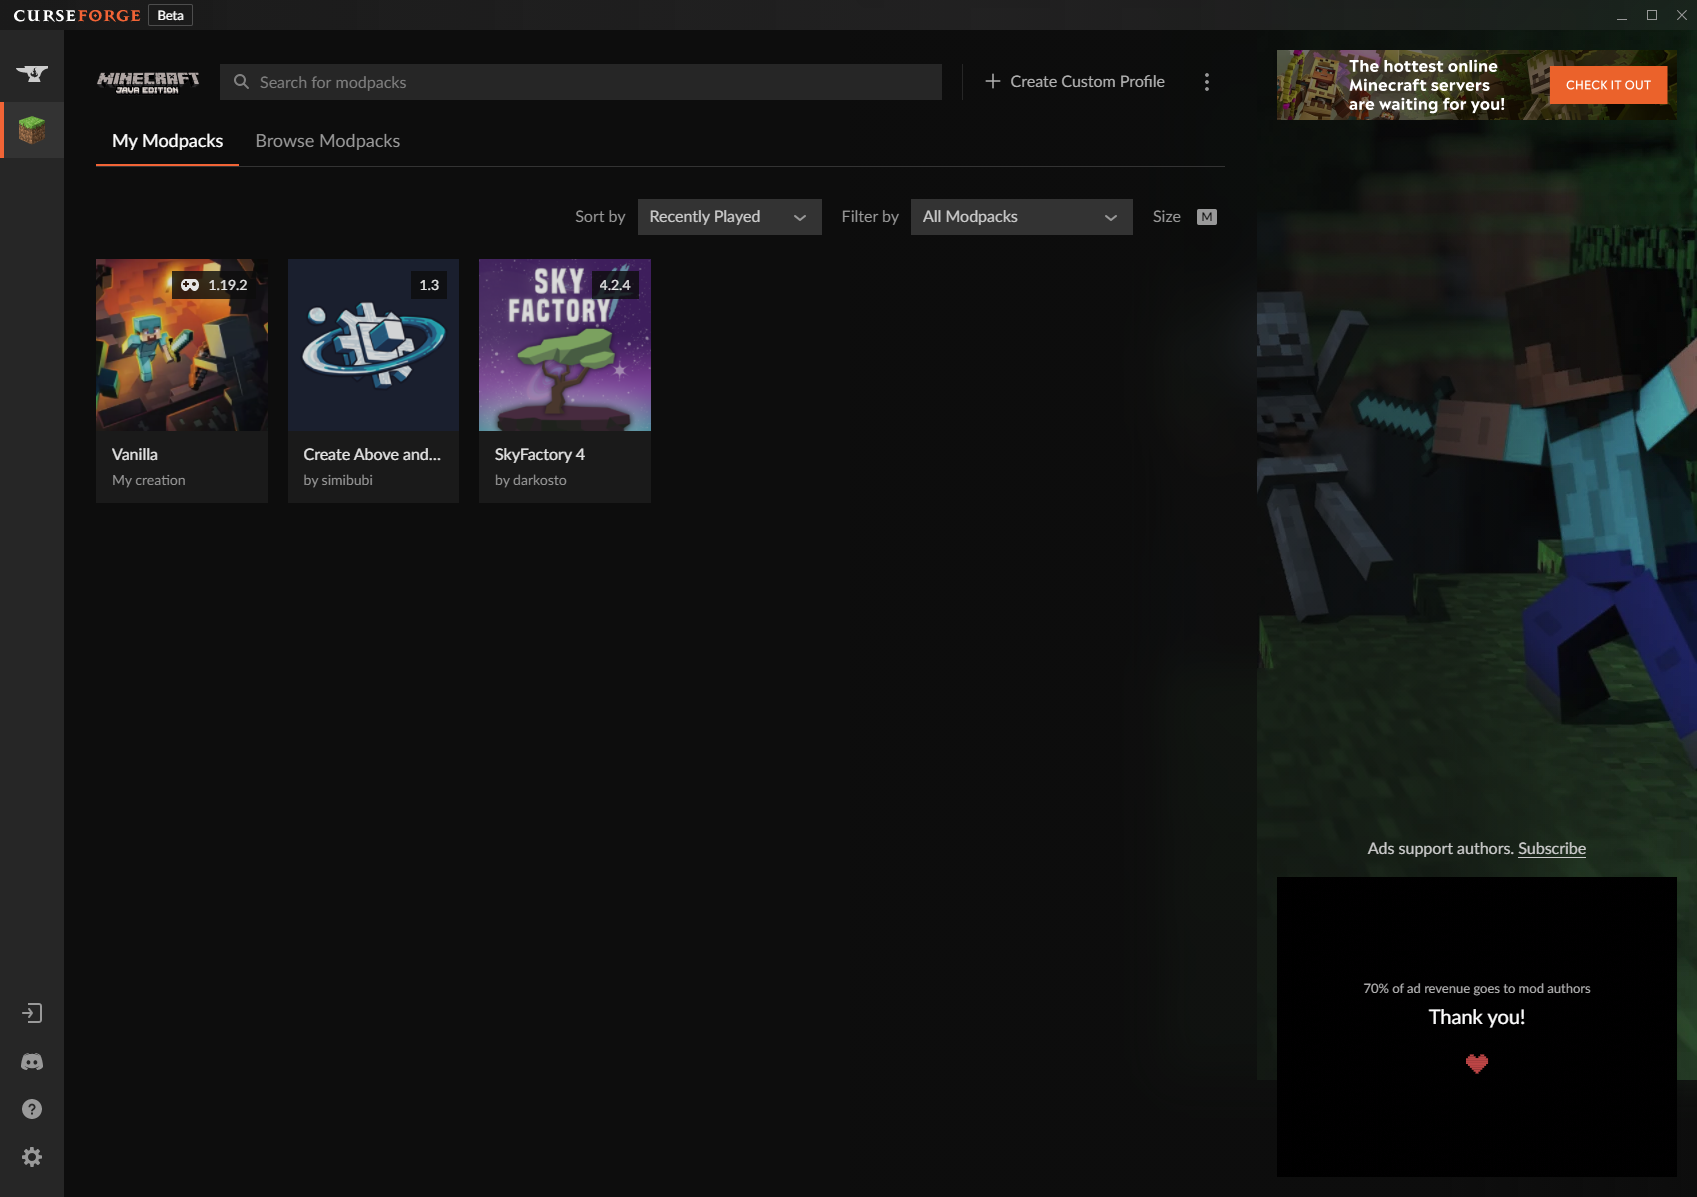 CURSEFORGE Beta
MINECRAFT
JAVA EDITION
Search for modpacks
Create Custom Profile
My Modpacks
Browse Modpacks
Sort by
Recently Played
Filter by
All Modpacks
Size
M
1.19.2
Vanilla
My creation
1.3
Create Above and...
by simibubi
SKY
FACTORY
4.2.4
SkyFactory 4
by darkosto
The hottest online
Minecraft servers
are waiting for you!
CHECK IT OUT
Ads support authors. Subscribe
70% of ad revenue goes to mod authors
Thank you!